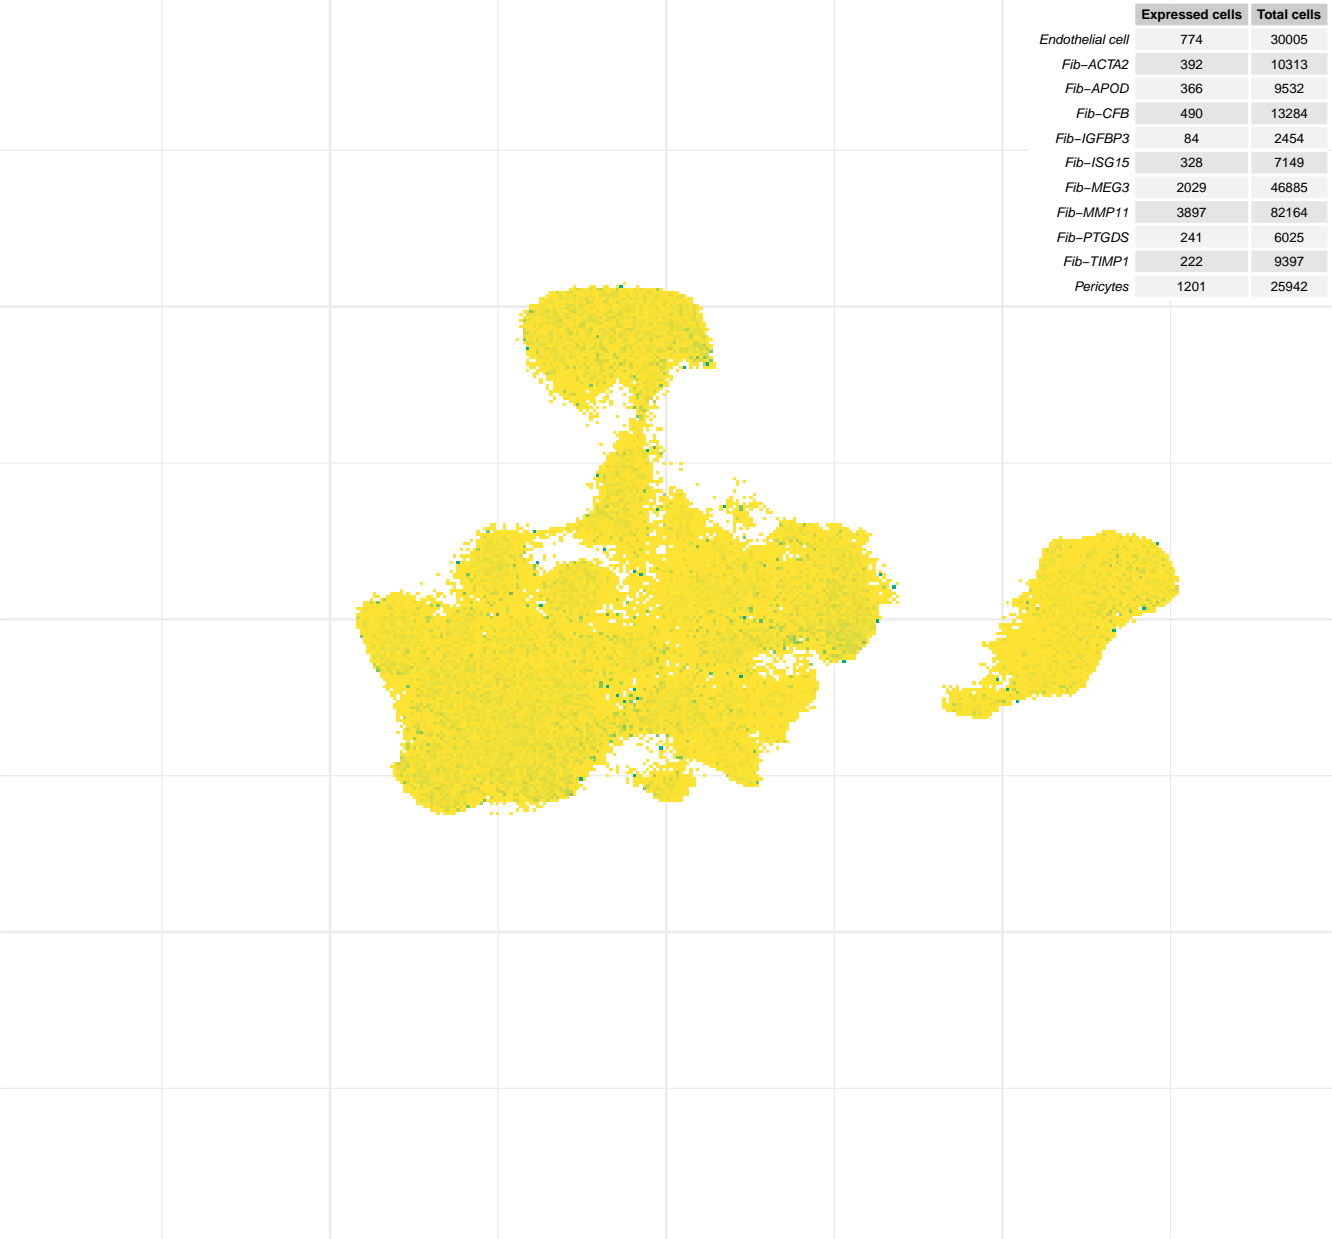 Expressed cells Total cells
Endothelial cell 774 30005
Fib−ACTA2 392 10313
Fib−APOD 366 9532
Fib−CFB 490 13284
Fib−IGFBP3 84 2454
Fib−ISG15 328 7149
Fib−MEG3 2029 46885
Fib−MMP11 3897 82164
Fib−PTGDS 241 6025
Fib−TIMP1 222 9397
Pericytes 1201 25942